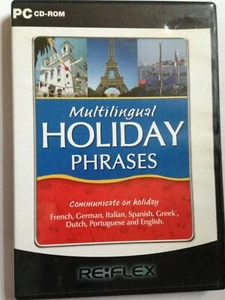 PC CD-ROM
Multilingual
HOLIDAY
PHRASES
Communicate on holiday
French, German, Italian, Spanish, Greek,
Dutch, Portuguese and English.
RE:FLEX